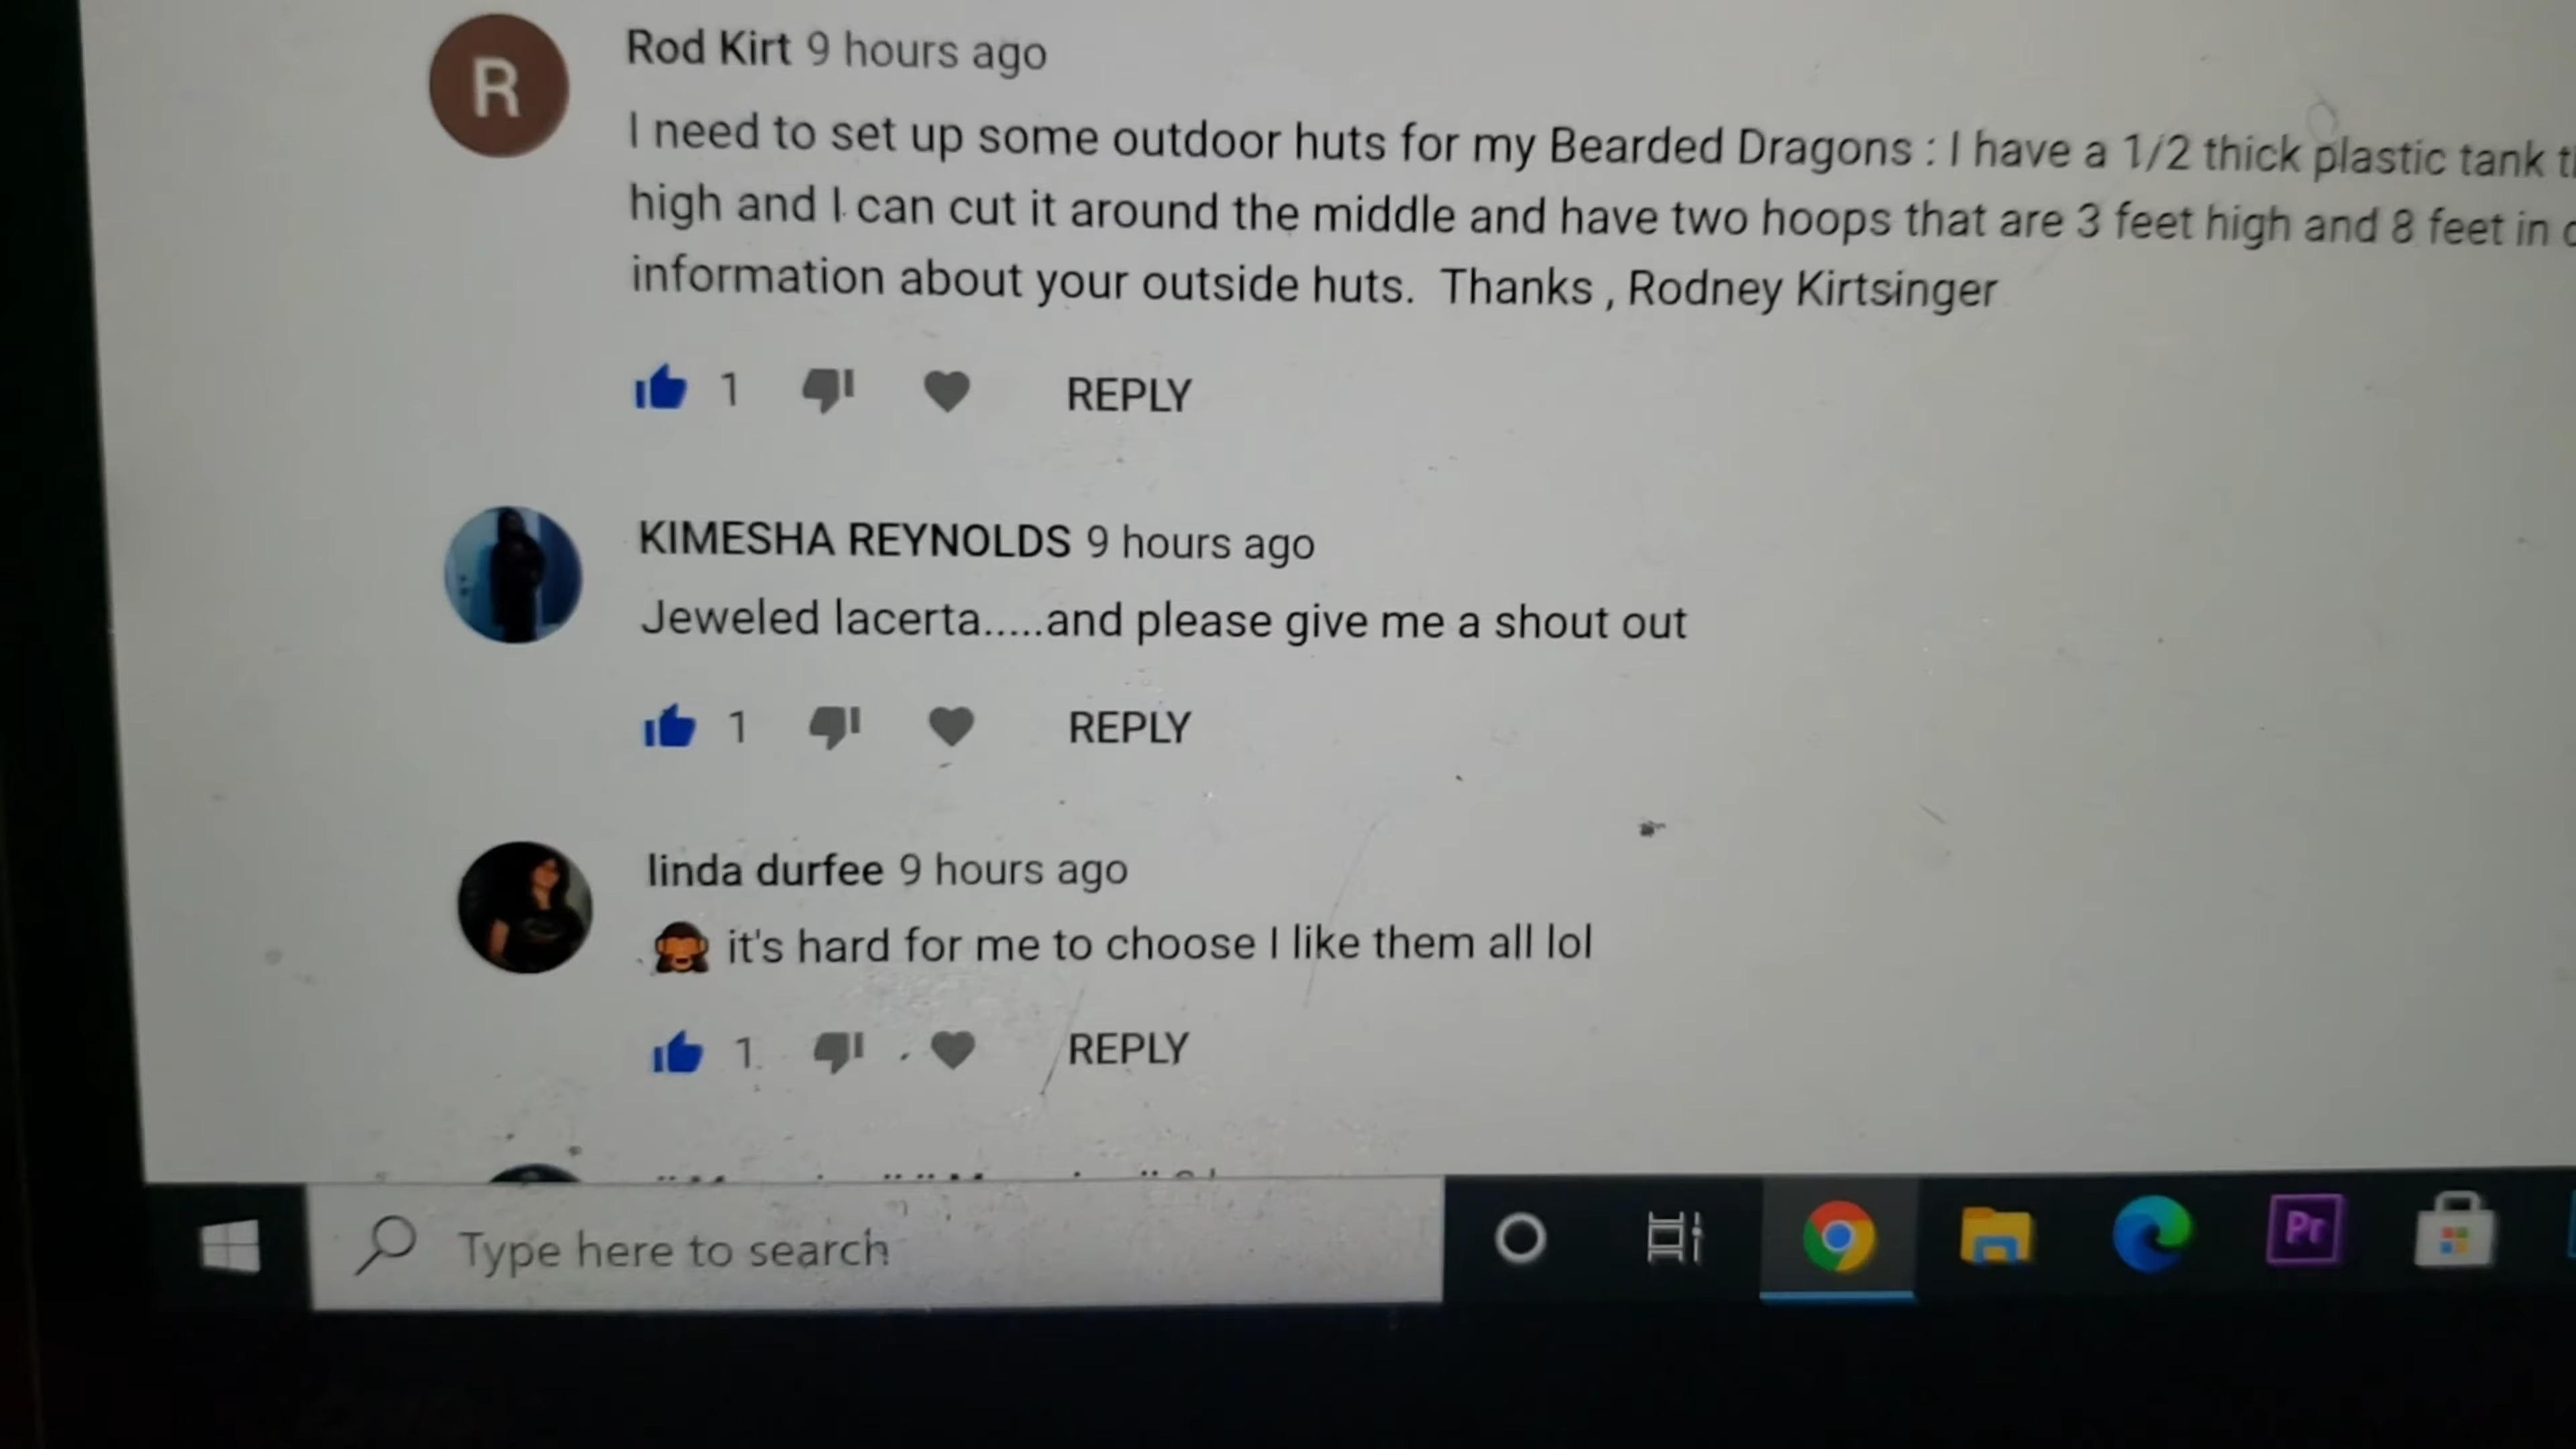 R
Rod Kirt 9 hours ago
I need to set up some outdoor huts for my Bearded Dragons : I have a 1/2 thick plastic tank
high and I can cut it around the middle and have two hoops that are 3 feet high and 8 feet in
information about your outside huts. Thanks , Rodney Kirtsinger
1 REPLY
KIMESHA REYNOLDS 9 hours ago
Jeweled lacerta.....and please give me a shout out
1 REPLY
linda durfee 9 hours ago
🙈 it's hard for me to choose I like them all lol
1 REPLY
Type here to search
Pr